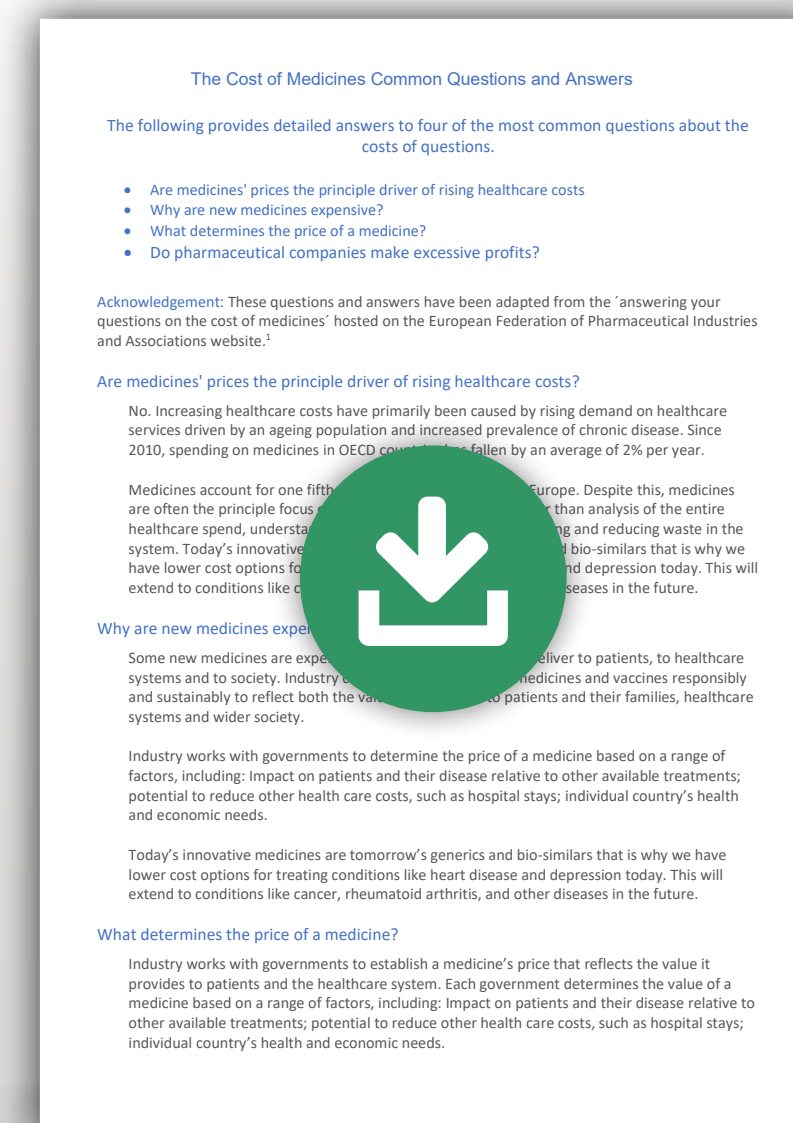 The Cost of Medicines Common Questions and Answers
The following provides detailed answers to four of the most common questions about the
costs of questions.
• Are medicines' prices the principle driver of rising healthcare costs
• Why are new medicines expensive?
• What determines the price of a medicine?
• Do pharmaceutical companies make excessive profits?
Acknowledgement: These questions and answers have been adapted from the ´answering your
questions on the cost of medicines´ hosted on the European Federation of Pharmaceutical Industries
and Associations website.1
Are medicines' prices the principle driver of rising healthcare costs?
No. Increasing healthcare costs have primarily been caused by rising demand on healthcare
services driven by an ageing population and increased prevalence of chronic disease. Since
2010, spending on medicines in OECD fallen by an average of 2% per year.
Medicines account for one fifth Europe. Despite this, medicines
are often the principle focus than analysis of the entire
healthcare spend, and reducing waste in the
system. Today’s innovative bio-similars that is why we
have lower cost options depression today. This will
extend to conditions like in the future.
Why are new medicines
Some new medicines are to patients, to healthcare
systems and to society. Industry medicines and vaccines responsibly
and sustainably to reflect both the to patients and their families, healthcare
systems and wider society.
Industry works with governments to determine the price of a medicine based on a range of
factors, including: Impact on patients and their disease relative to other available treatments;
potential to reduce other health care costs, such as hospital stays; individual country’s health
and economic needs.
Today’s innovative medicines are tomorrow’s generics and bio-similars that is why we have
lower cost options for treating conditions like heart disease and depression today. This will
extend to conditions like cancer, rheumatoid arthritis, and other diseases in the future.
What determines the price of a medicine?
Industry works with governments to establish a medicine’s price that reflects the value it
provides to patients and the healthcare system. Each government determines the value of a
medicine based on a range of factors, including: Impact on patients and their disease relative to
other available treatments; potential to reduce other health care costs, such as hospital stays;
individual country’s health and economic needs.